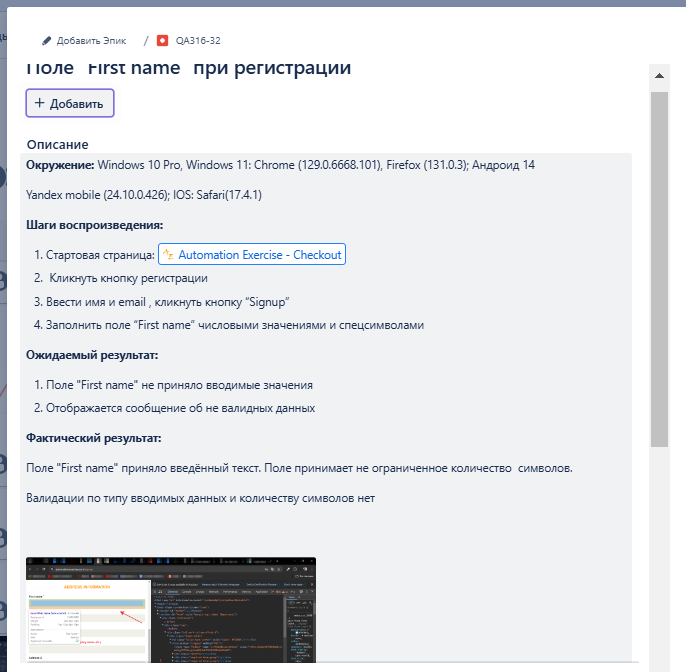 Добавить Эпик / QA316-32
Поле "First name" при регистрации
+ Добавить
Описание
Окружение: Windows 10 Pro, Windows 11: Chrome (129.0.6668.101), Firefox (131.0.3); Андроид 14
Yandex mobile (24.10.0.426); IOS: Safari(17.4.1)
Шаги воспроизведения:
1. Стартовая страница: Automation Exercise - Checkout
2. Кликнуть кнопку регистрации
3. Ввести имя и email , кликнуть кнопку “Signup”
4. Заполнить поле “First name” числовыми значениями и спецсимволами
Ожидаемый результат:
1. Поле "First name" не приняло вводимые значения
2. Отображается сообщение об не валидных данных
Фактический результат:
Поле "First name" приняло введённый текст. Поле принимает не ограниченное количество символов.
Валидации по типу вводимых данных и количеству символов нет